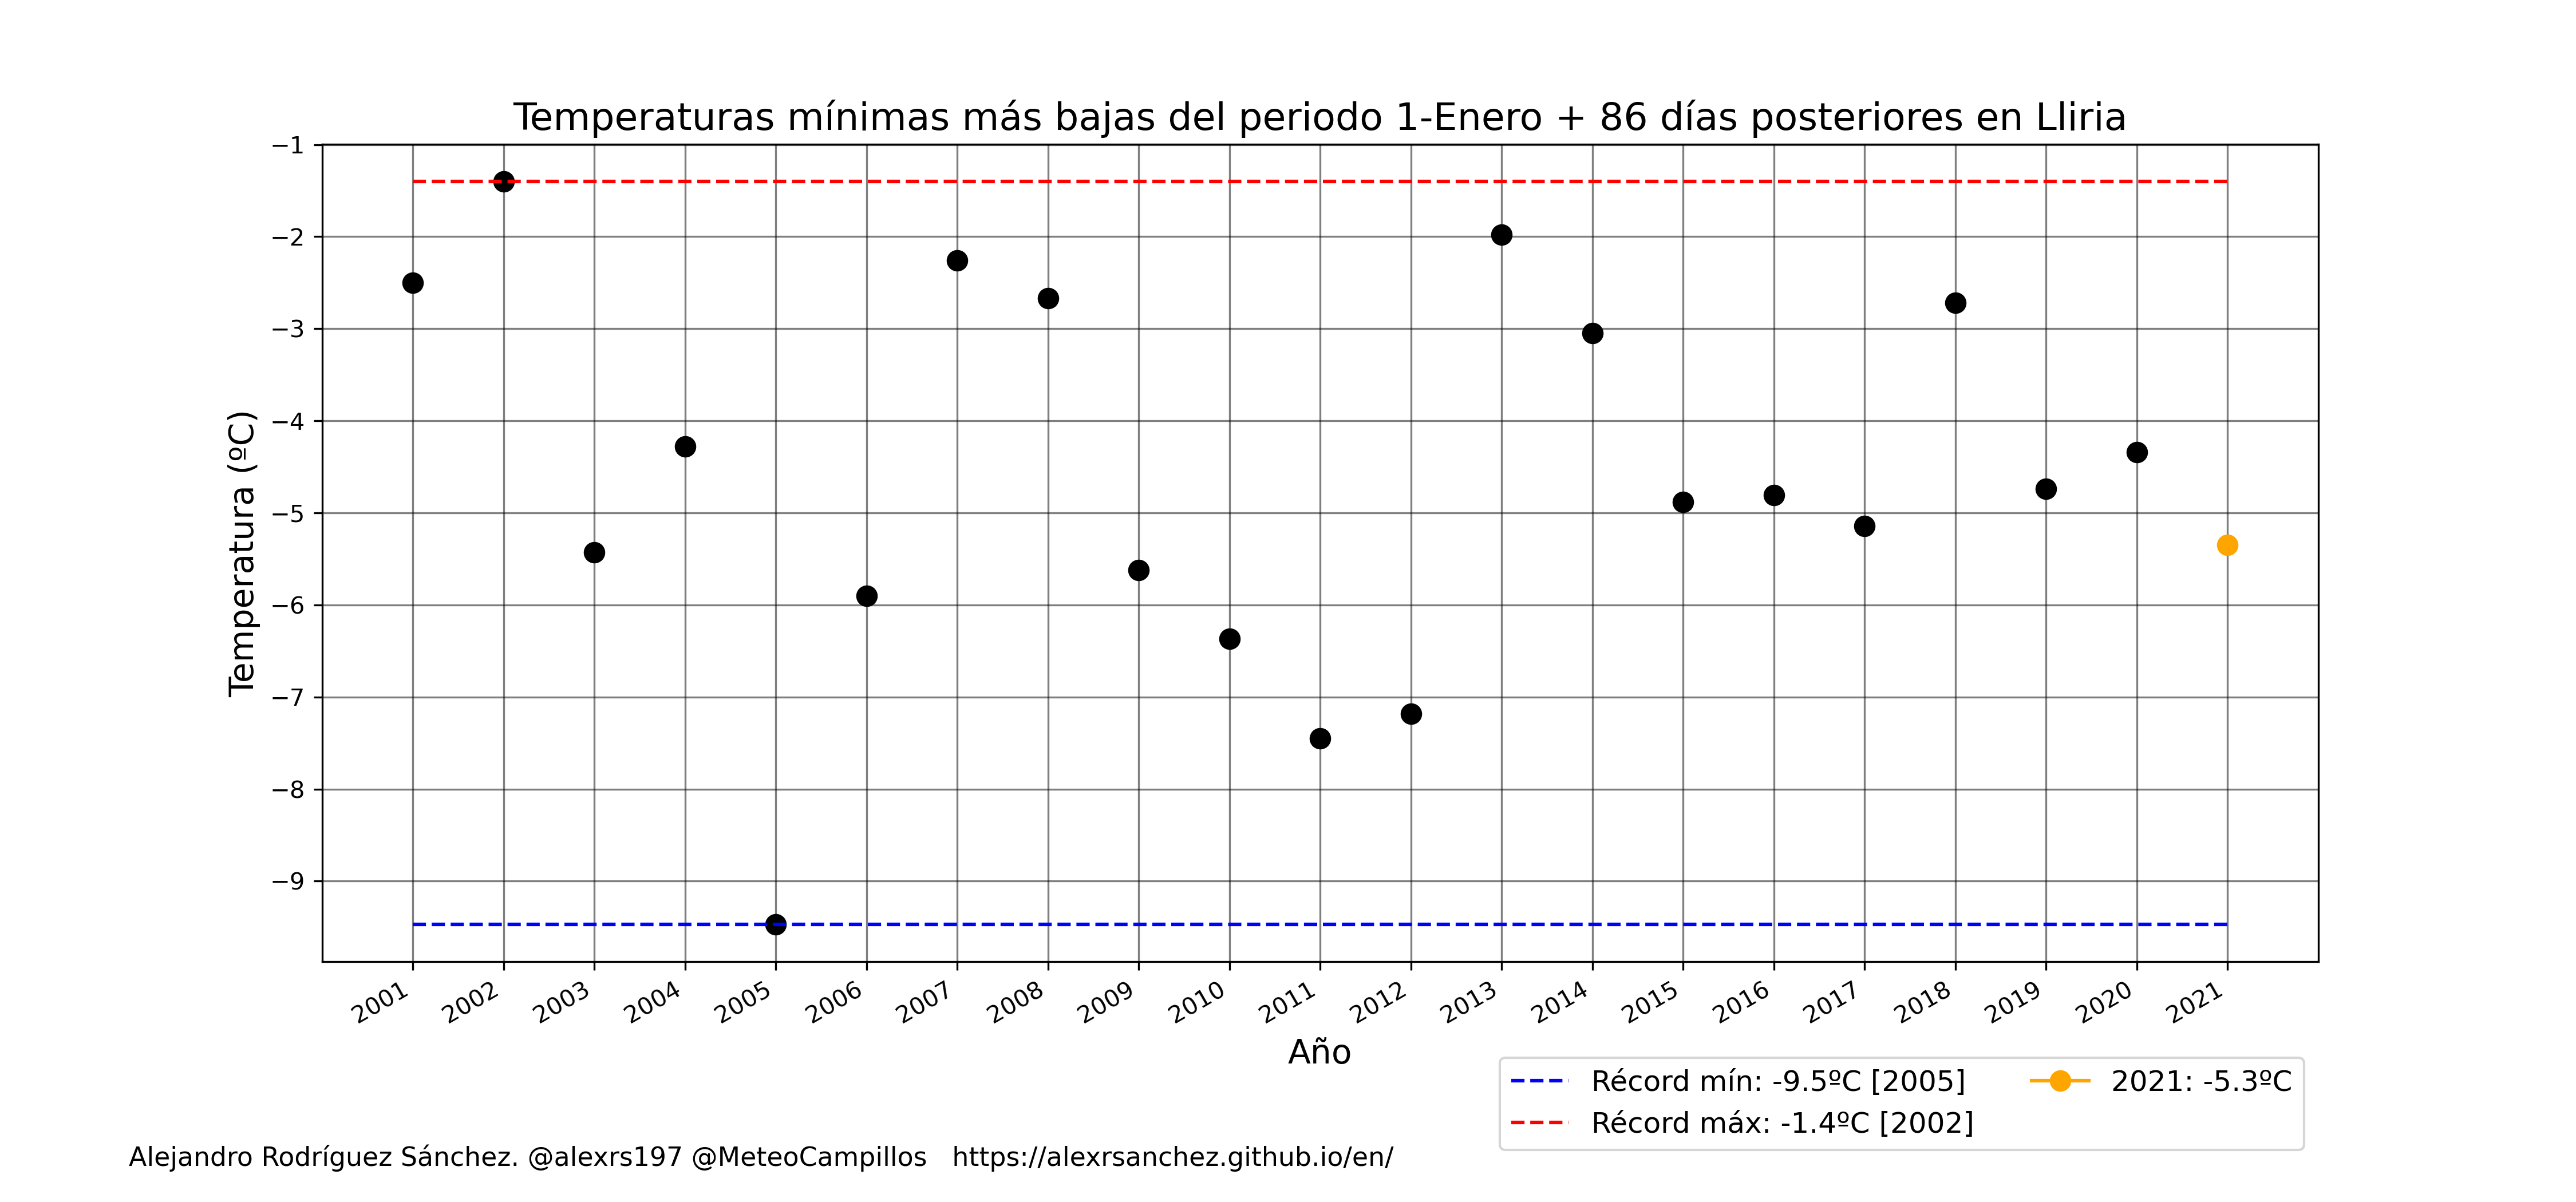 Temperaturas mínimas más bajas del periodo 1-Enero + 86 días posteriores en Lliria
Temperatura (ºC)
−1
−2
−3
−4
−5
−6
−7
−8
−9
2001 2002 2003 2004 2005 2006 2007 2008 2009 2010 2011 2012 2013 2014 2015 2016 2017 2018 2019 2020 2021
Año
Récord mín: -9.5ºC [2005]
Récord máx: -1.4ºC [2002]
2021: -5.3ºC
Alejandro Rodríguez Sánchez. @alexrs197 @MeteoCampillos https://alexrsanchez.github.io/en/